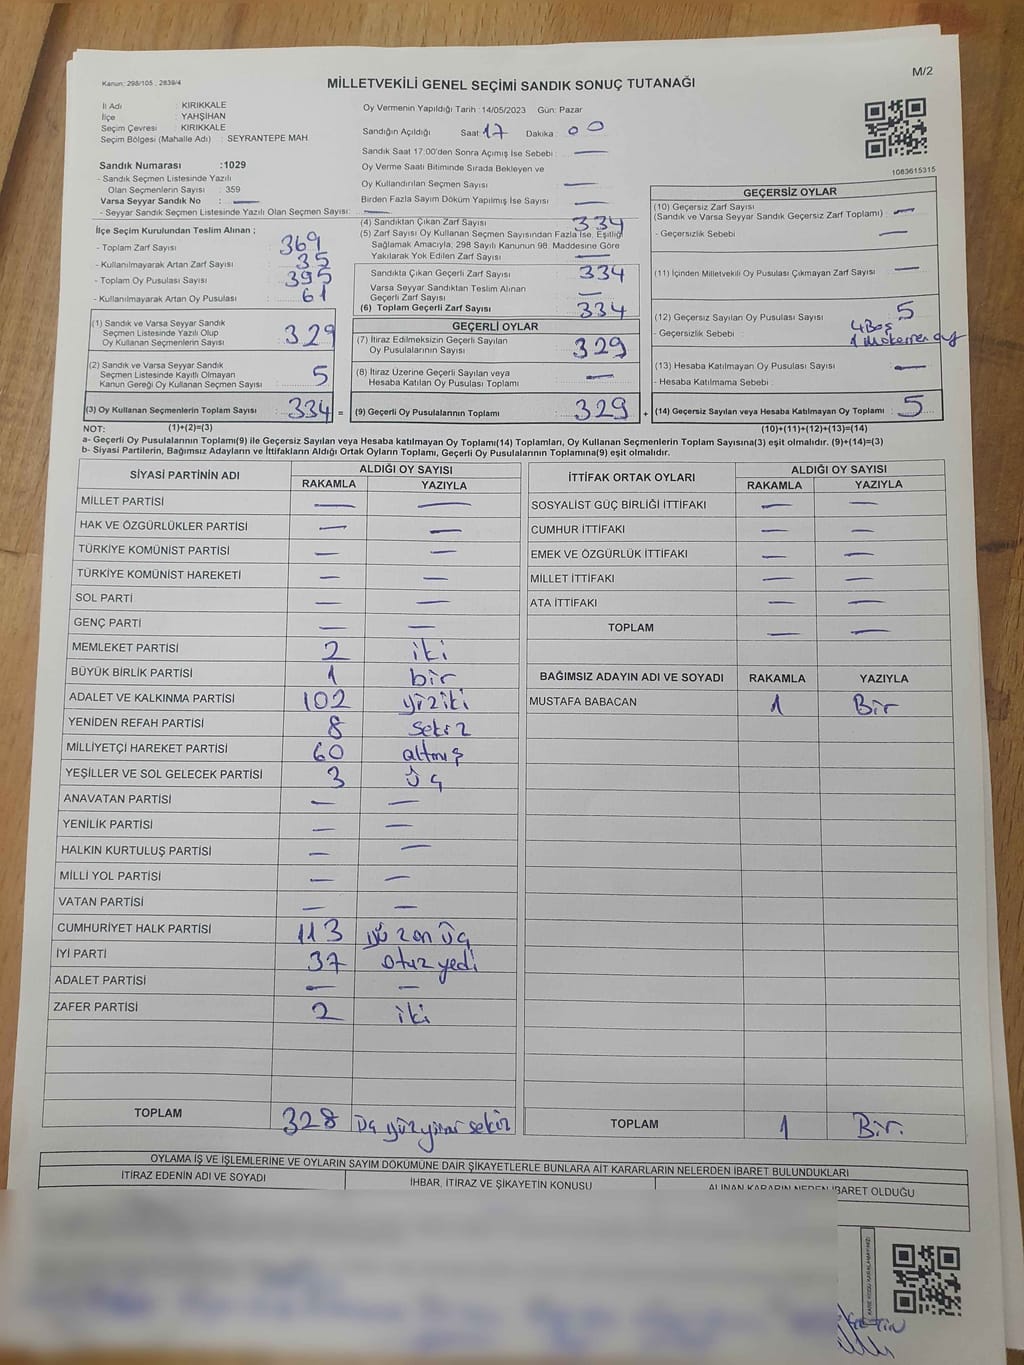 Kanun: 298/105 , 2839/4
MİLLETVEKİLİ GENEL SEÇİMİ SANDIK SONUÇ TUTANAĞI
M/2
İl Adı : KIRIKKALE
İlçe : YAHŞİHAN
Seçim Çevresi : KIRIKKALE
Seçim Bölgesi (Mahalle Adı) : SEYRANTEPE MAH.
Sandık Numarası :1029
- Sandık Seçmen Listesinde Yazılı
Olan Seçmenlerin Sayısı : 359
Varsa Seyyar Sandık No : —
- Seyyar Sandık Seçmen Listesinde Yazılı Olan Seçmen Sayısı: —
İlçe Seçim Kurulundan Teslim Alınan ;
- Toplam Zarf Sayısı : 369
- Kullanılmayarak Artan Zarf Sayısı : 35
- Toplam Oy Pusulası : 395
- Kullanılmayarak Artan Oy Pusulası : 61
(1) Sandık ve Varsa Seyyar Sandık
Seçmen Listesinde Yazılı Olup
Oy Kullanan Seçmenlerin Sayısı : 329
(2) Sandık ve Varsa Seyyar Sandık
Seçmen Listesinde Kayıtlı Olmayan
Kanun Gereği Oy Kullanan Seçmen Sayısı : 5
(3) Oy Kullanan Seçmenlerin Toplam Sayısı : 334 =
Oy Vermenin Yapıldığı Tarih : 14/05/2023 Gün: Pazar
Sandığın Açıldığı Saat : 17 Dakika : 00
Sandık Saat 17:00'den Sonra Açımış İse Sebebi : —
Oy Verme Saati Bitiminde Sırada Bekleyen ve
Oy Kullandırılan Seçmen Sayısı : —
Birden Fazla Sayım Döküm Yapılmış İse Sayısı : —
(4) Sandıktan Çıkan Zarf Sayısı : 334
(5) Zarf Sayısı Oy Kullanan Seçmen Sayısından Fazla İse, Eşitliği
Sağlamak Amacıyla, 298 Sayılı Kanunun 98. Maddesine Göre
Yakılarak Yok Edilen Zarf Sayısı : —
Sandıkta Çıkan Geçerli Zarf Sayısı : 334
Varsa Seyyar Sandıktan Teslim Alınan
Geçerli Zarf Sayısı : —
(6) Toplam Geçerli Zarf Sayısı : 334
GEÇERLİ OYLAR
(7) İtiraz Edilmeksizin Geçerli Sayılan
Oy Pusulalarının Sayısı : 329
(8) İtiraz Üzerine Geçerli Sayılan veya
Hesaba Katılan Oy Pusulası Toplamı : —
(9) Geçerli Oy Pusulalarının Toplamı : 329 +
1083615315
GEÇERSİZ OYLAR
(10) Geçersiz Zarf Sayısı
(Sandık ve Varsa Seyyar Sandık Geçersiz Zarf Toplamı) : —
- Geçersizlik Sebebi : —
(11) İçinden Milletvekili Oy Pusulası Çıkmayan Zarf Sayısı : —
(12) Geçersiz Sayılan Oy Pusulası Sayısı : 5
- Geçersizlik Sebebi : 4 Boş
1 Mükerrer oy
(13) Hesaba Katılmayan Oy Pusulası Sayısı : —
- Hesaba Katılmama Sebebi :
(14) Geçersiz Sayılan veya Hesaba Katılmayan Oy Toplamı : 5
NOT: (1)+(2)=(3)
(10)+(11)+(12)+(13)=(14)
a- Geçerli Oy Pusulalarının Toplamı(9) ile Geçersiz Sayılan veya Hesaba katılmayan Oy Toplamı(14) Toplamları, Oy Kullanan Seçmenlerin Toplam Sayısına(3) eşit olmalıdır. (9)+(14)=(3)
b- Siyasi Partilerin, Bağımsız Adayların ve İttifakların Aldığı Ortak Oyların Toplamı, Geçerli Oy Pusulalarının Toplamına(9) eşit olmalıdır.
SİYASİ PARTİNİN ADI ALDIĞI OY SAYISI
RAKAMLA YAZIYLA
MİLLET PARTİSİ — —
HAK VE ÖZGÜRLÜKLER PARTİSİ — —
TÜRKİYE KOMÜNİST PARTİSİ — —
TÜRKİYE KOMÜNİST HAREKETİ — —
SOL PARTİ — —
GENÇ PARTİ — —
MEMLEKET PARTİSİ 2 iki
BÜYÜK BİRLİK PARTİSİ 1 bir
ADALET VE KALKINMA PARTİSİ 102 yüziki
YENİDEN REFAH PARTİSİ 8 sekiz
MİLLİYETÇİ HAREKET PARTİSİ 60 altmış
YEŞİLLER VE SOL GELECEK PARTİSİ 3 üç
ANAVATAN PARTİSİ — —
YENİLİK PARTİSİ — —
HALKIN KURTULUŞ PARTİSİ — —
MİLLİ YOL PARTİSİ — —
VATAN PARTİSİ — —
CUMHURİYET HALK PARTİSİ 113 yüz on üç
İYİ PARTİ 37 otuz yedi
ADALET PARTİSİ — —
ZAFER PARTİSİ 2 iki
TOPLAM 328 Üç yüz yirmi sekiz
İTTİFAK ORTAK OYLARI ALDIĞI OY SAYISI
RAKAMLA YAZIYLA
SOSYALİST GÜÇ BİRLİĞİ İTTİFAKI — —
CUMHUR İTTİFAKI — —
EMEK VE ÖZGÜRLÜK İTTİFAKI — —
MİLLET İTTİFAKI — —
ATA İTTİFAKI — —
TOPLAM — —
BAĞIMSIZ ADAYIN ADI VE SOYADI RAKAMLA YAZIYLA
MUSTAFA BABACAN 1 Bir
TOPLAM 1 Bir.
OYLAMA İŞ VE İŞLEMLERİNE VE OYLARIN SAYIM DÖKÜMÜNE DAİR ŞİKAYETLERLE BUNLARA AİT KARARLARIN NELERDEN İBARET BULUNDUKLARI
İTİRAZ EDENİN ADI VE SOYADI İHBAR, İTİRAZ VE ŞİKAYETİN KONUSU ALINAN KARARIN NEDEN İBARET OLDUĞU